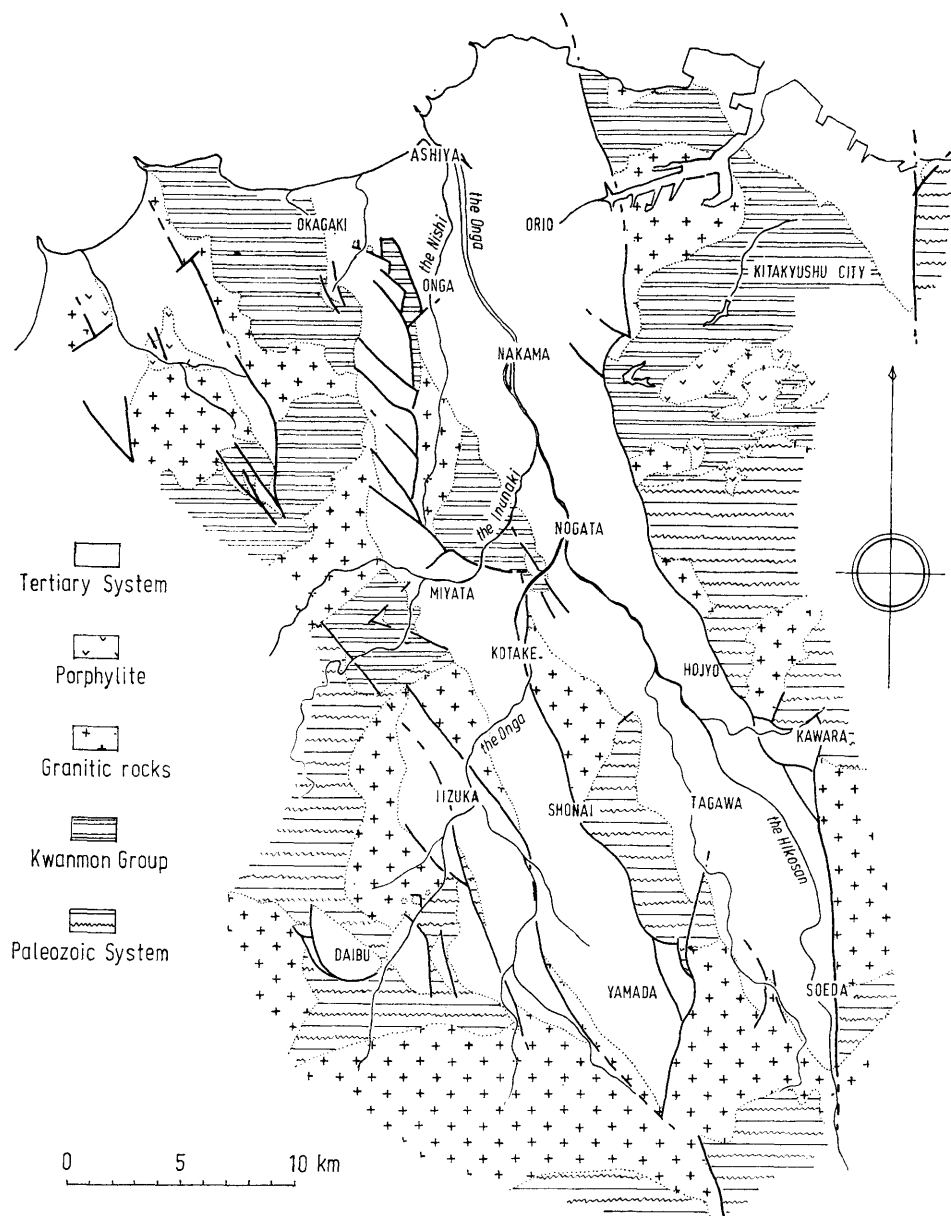 ASHIYA
OKAGAKI
the Nishi
the Onga
ORIO
KITAKYUSHU CITY
ONGA
NAKAMA
the Inunaki
NOGATA
MIYATA
KOTAKE
HOJYO
the Onga
KAWARA
IIZUKA
SHONAI
TAGAWA
the Hikosan
DAIBU
YAMADA
SOEDA
Tertiary System
Porphylite
Granitic rocks
Kwanmon Group
Paleozoic System
0 5 10 km